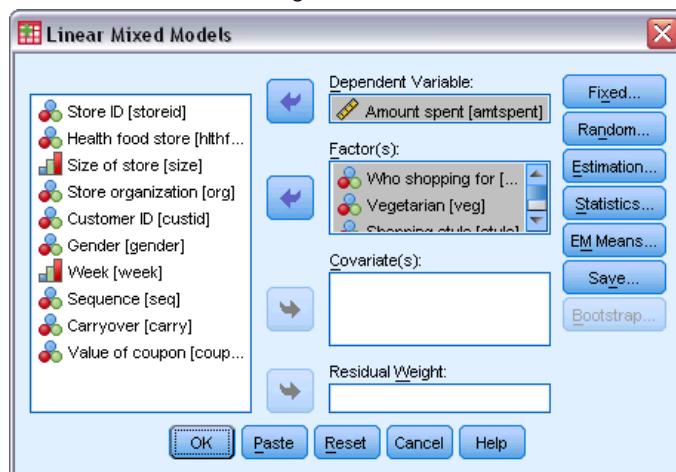 Linear Mixed Models
Store ID [storeid]
Health food store [hlthf...
Size of store [size]
Store organization [org]
Customer ID [custid]
Gender [gender]
Week [week]
Sequence [seq]
Carryover [carry]
Value of coupon [coup...
Dependent Variable:
Amount spent [amtspent]
Factor(s):
Who shopping for [...
Vegetarian [veg]
Shopping style [style]
Covariate(s):
Residual Weight:
Fixed...
Random...
Estimation...
Statistics...
EM Means...
Save...
Bootstrap...
OK
Paste
Reset
Cancel
Help